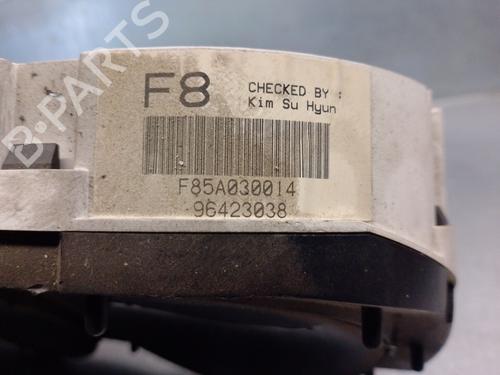 F8
CHECKED BY :
Kim Su Hyun
F85A030014
96423038
B-PARTS